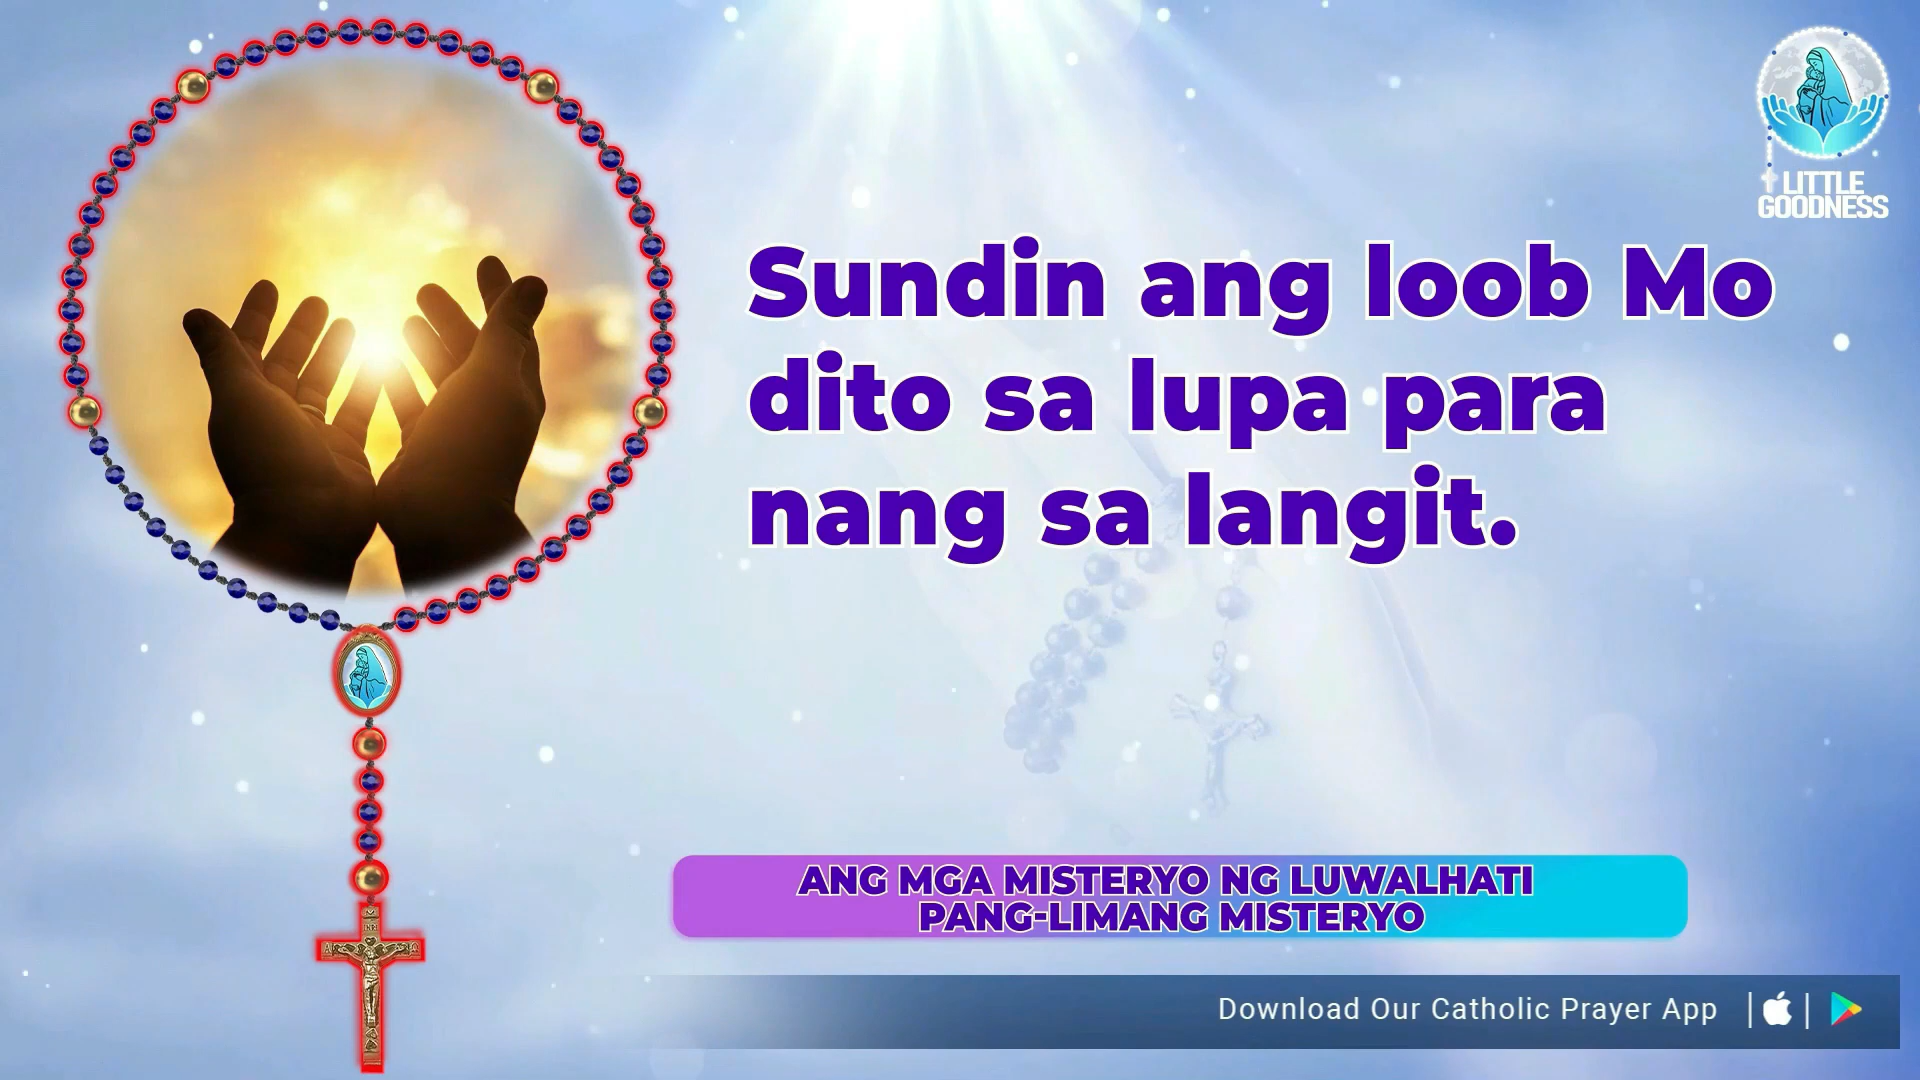 LITTLE
GOODNESS
Sundin ang loob Mo
dito sa lupa para
nang sa langit.
ANG MGA MISTERYO NG LUWALHATI
PANG-LIMANG MISTERYO
Download Our Catholic Prayer App
INRI